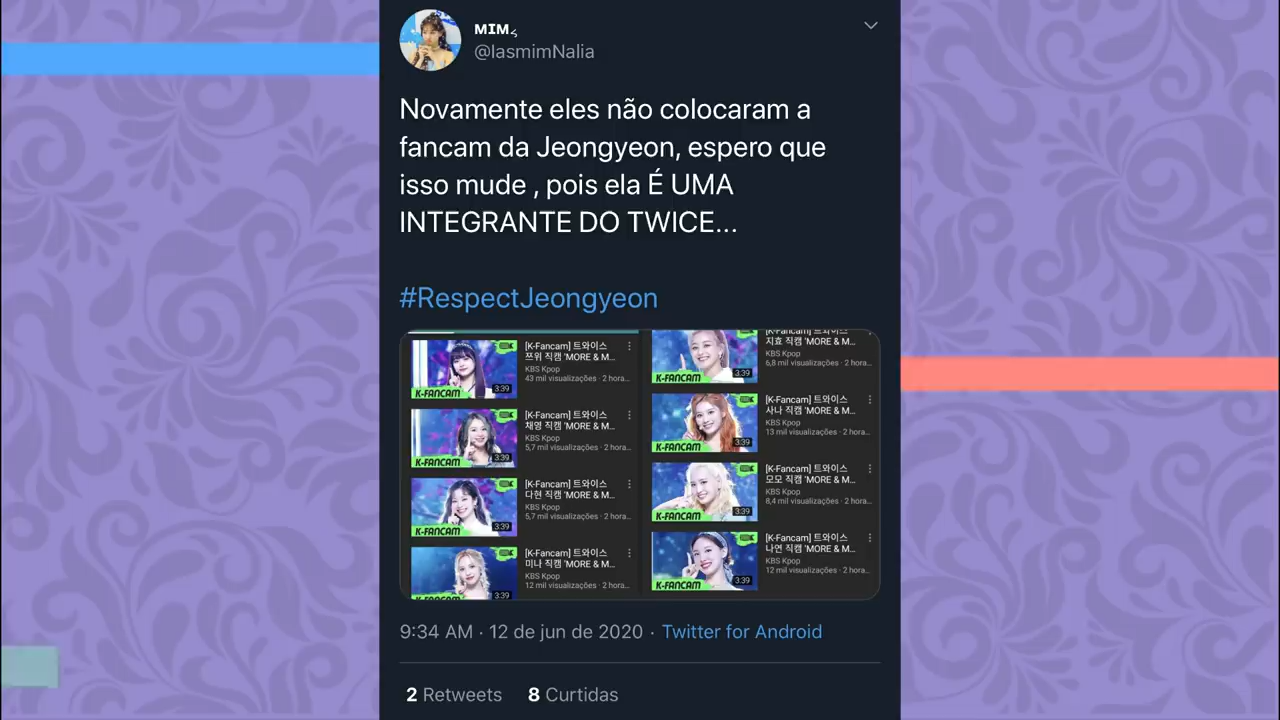 MIM
@IasmimNalia
Novamente eles não colocaram a
fancam da Jeongyeon, espero que
isso mude , pois ela É UMA
INTEGRANTE DO TWICE...
#RespectJeongyeon
[K-Fancam] 트와이스
쯔위 직캠 'MORE & M...
KBS Kpop
43 mil visualizações · 2 hora...
K-FANCAM
3:39
[K-Fancam] 트와이스
채영 직캠 'MORE & M...
KBS Kpop
5,7 mil visualizações · 2 hora...
K-FANCAM
3:39
[K-Fancam] 트와이스
다현 직캠 'MORE & M...
KBS Kpop
5,7 mil visualizações · 2 hora...
K-FANCAM
3:39
[K-Fancam] 트와이스
미나 직캠 'MORE & M...
KBS Kpop
12 mil visualizações · 2 hora...
K-FANCAM
3:39
[K-Fancam] 트와이스
지효 직캠 'MORE & M...
KBS Kpop
6,8 mil visualizações · 2 hora...
K-FANCAM
3:39
[K-Fancam] 트와이스
사나 직캠 'MORE & M...
KBS Kpop
13 mil visualizações · 2 hora...
K-FANCAM
3:39
[K-Fancam] 트와이스
모모 직캠 'MORE & M...
KBS Kpop
8,4 mil visualizações · 2 hora...
K-FANCAM
3:39
[K-Fancam] 트와이스
나연 직캠 'MORE & M...
KBS Kpop
12 mil visualizações · 2 hora...
K-FANCAM
3:39
9:34 AM · 12 de jun de 2020 · Twitter for Android
2 Retweets 8 Curtidas